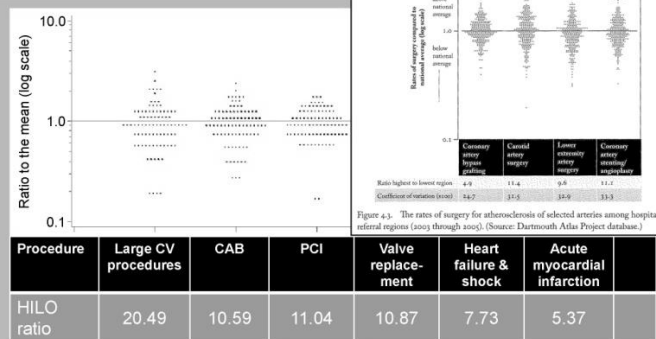 10.0
Ratio to the mean (log scale)
1.0
0.1
national
average
Rates of surgery compared to
national average (log scale)
1.0
below
national
average
0.1
Coronary artery bypass grafting
Carotid artery surgery
Lower extremity artery surgery
Coronary artery stenting/angioplasty
Ratio highest to lowest region 4.9 11.4 9.6 11.1
Coefficient of variation (x100) 24.7 31.5 32.9 33.3
Figure 4.3. The rates of surgery for atherosclerosis of selected arteries among hospita
referral regions (2003 through 2005). (Source: Dartmouth Atlas Project database.)
Procedure Large CV procedures CAB PCI Valve replace-ment Heart failure & shock Acute myocardial infarction
HILO ratio 20.49 10.59 11.04 10.87 7.73 5.37